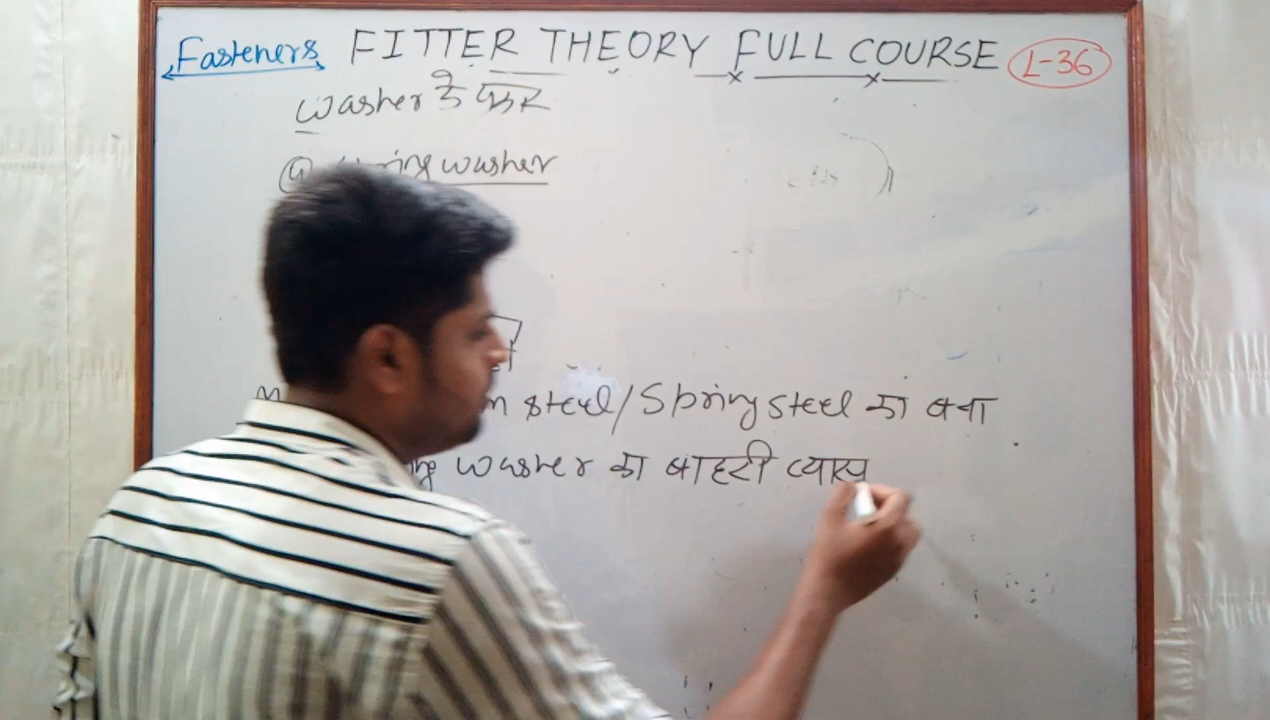 Fasteners FITTER THEORY FULL COURSE L-36
washer के प्रकार
washer
steel/Spring steel का बना
washer का बाहरी व्यास